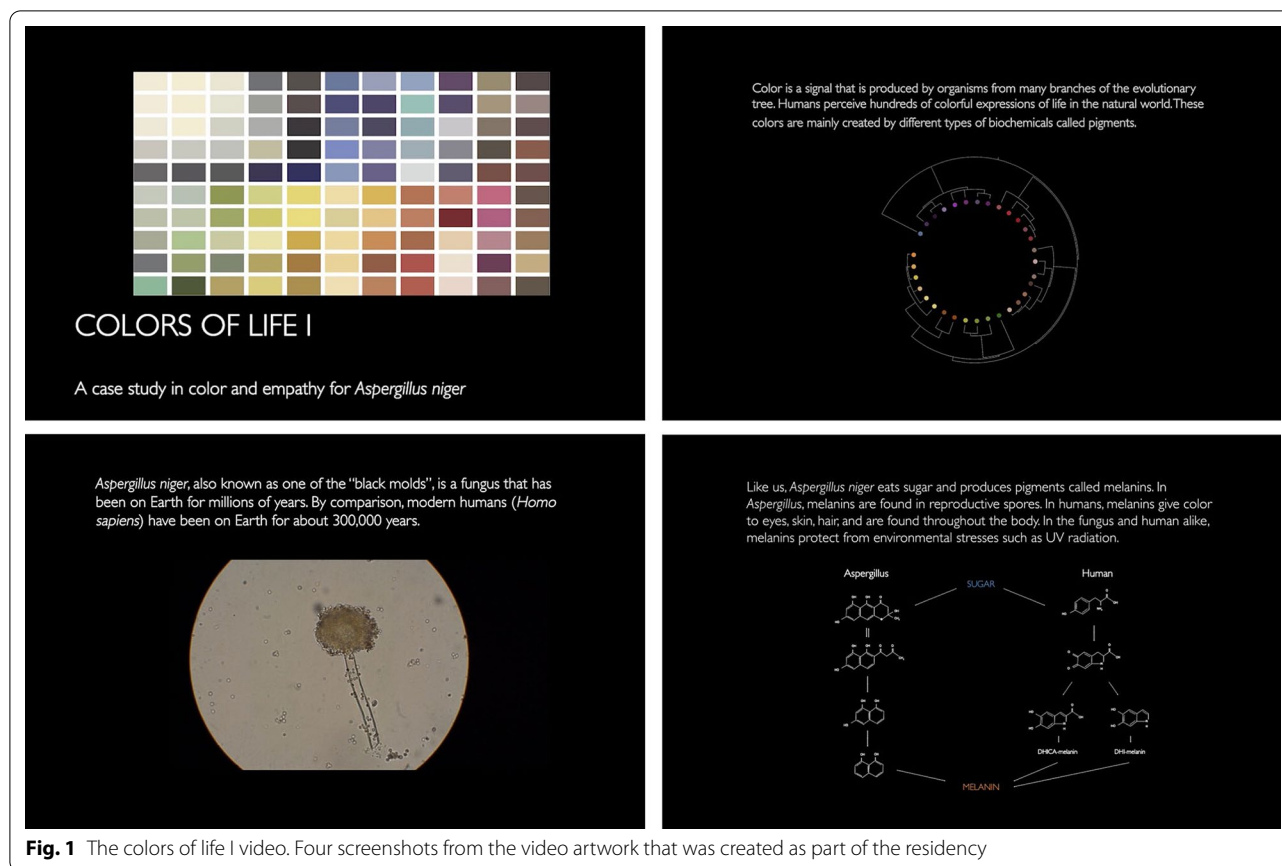 COLORS OF LIFE I
A case study in color and empathy for Aspergillus niger
Color is a signal that is produced by organisms from many branches of the evolutionary
tree. Humans perceive hundreds of colorful expressions of life in the natural world. These
colors are mainly created by different types of biochemicals called pigments.
Aspergillus niger, also known as one of the “black molds”, is a fungus that has
been on Earth for millions of years. By comparison, modern humans (Homo
sapiens) have been on Earth for about 300,000 years.
Like us, Aspergillus niger eats sugar and produces pigments called melanins. In
Aspergillus, melanins are found in reproductive spores. In humans, melanins give color
to eyes, skin, hair, and are found throughout the body. In the fungus and human alike,
melanins protect from environmental stresses such as UV radiation.
Aspergillus
SUGAR
Human
DHICA-melanin
DHI-melanin
MELANIN
Fig. 1 The colors of life I video. Four screenshots from the video artwork that was created as part of the residency